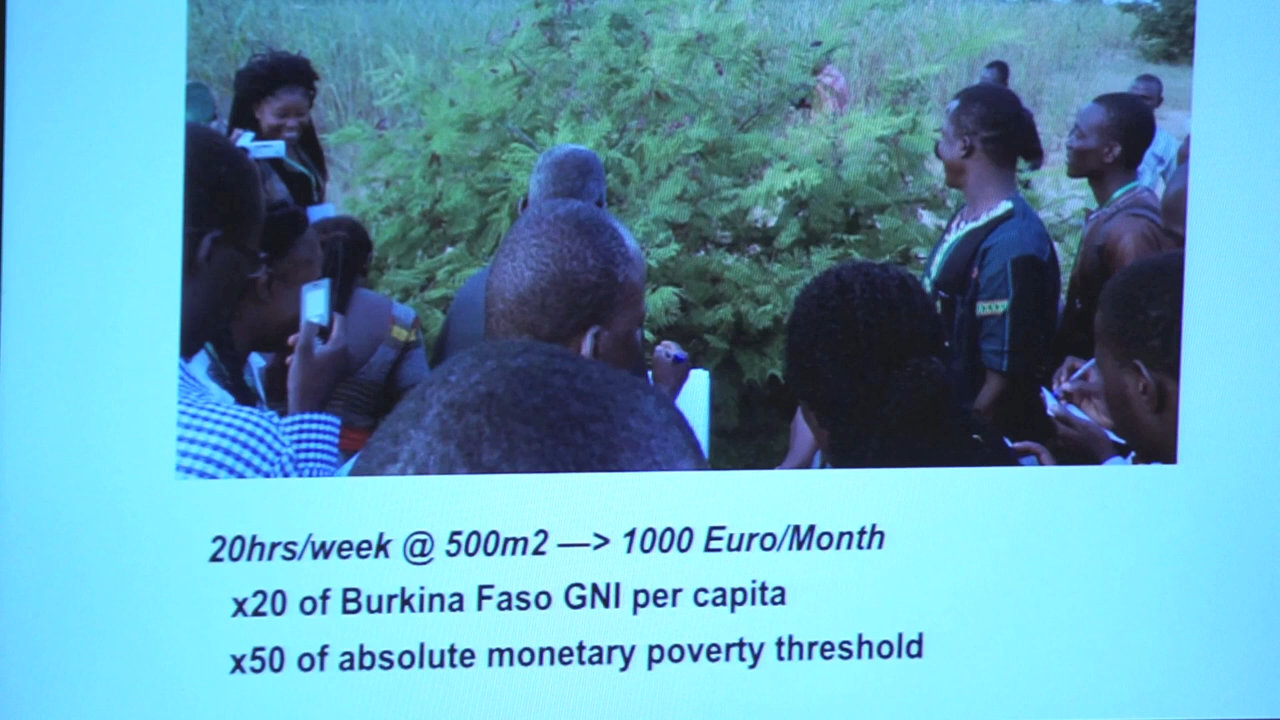 20hrs/week @ 500m2 —> 1000 Euro/Month
x20 of Burkina Faso GNI per capita
x50 of absolute monetary poverty threshold